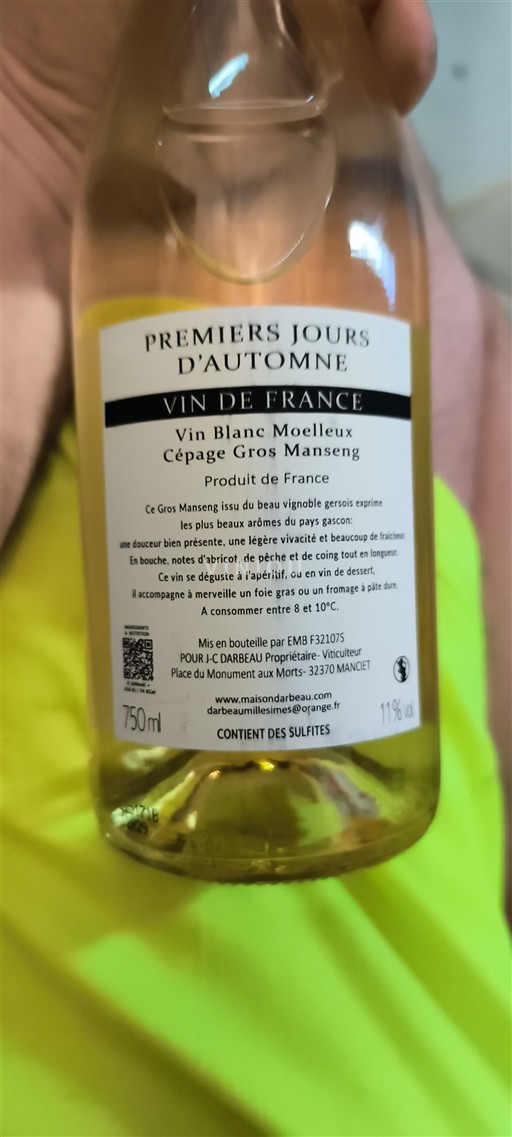 PREMIERS JOURS
D'AUTOMNE
VIN DE FRANCE
Vin Blanc Moelleux
Cépage Gros Manseng
Produit de France
Ce Gros Manseng issu du beau vignoble gersois exprime
les plus beaux arômes du pays gascon:
une douceur bien présente, une légère vivacité et beaucoup de fraîcheur.
En bouche, notes d'abricot, de pêche et de coing tout en longueur.
Ce vin se déguste à l'apéritif, ou en vin de dessert,
il accompagne à merveille un foie gras ou un fromage à pâte dure.
A consommer entre 8 et 10°C.
Mis en bouteille par EMB F32107S
POUR J-C DARBEAU Propriétaire- Viticulteur
Place du Monument aux Morts- 32370 MANCIET
INGREDIENTS
& NUTRITION
www.maisondarbeau.com
darbeaumillesimes@orange.fr
750ml
11% Vol
CONTIENT DES SULFITES